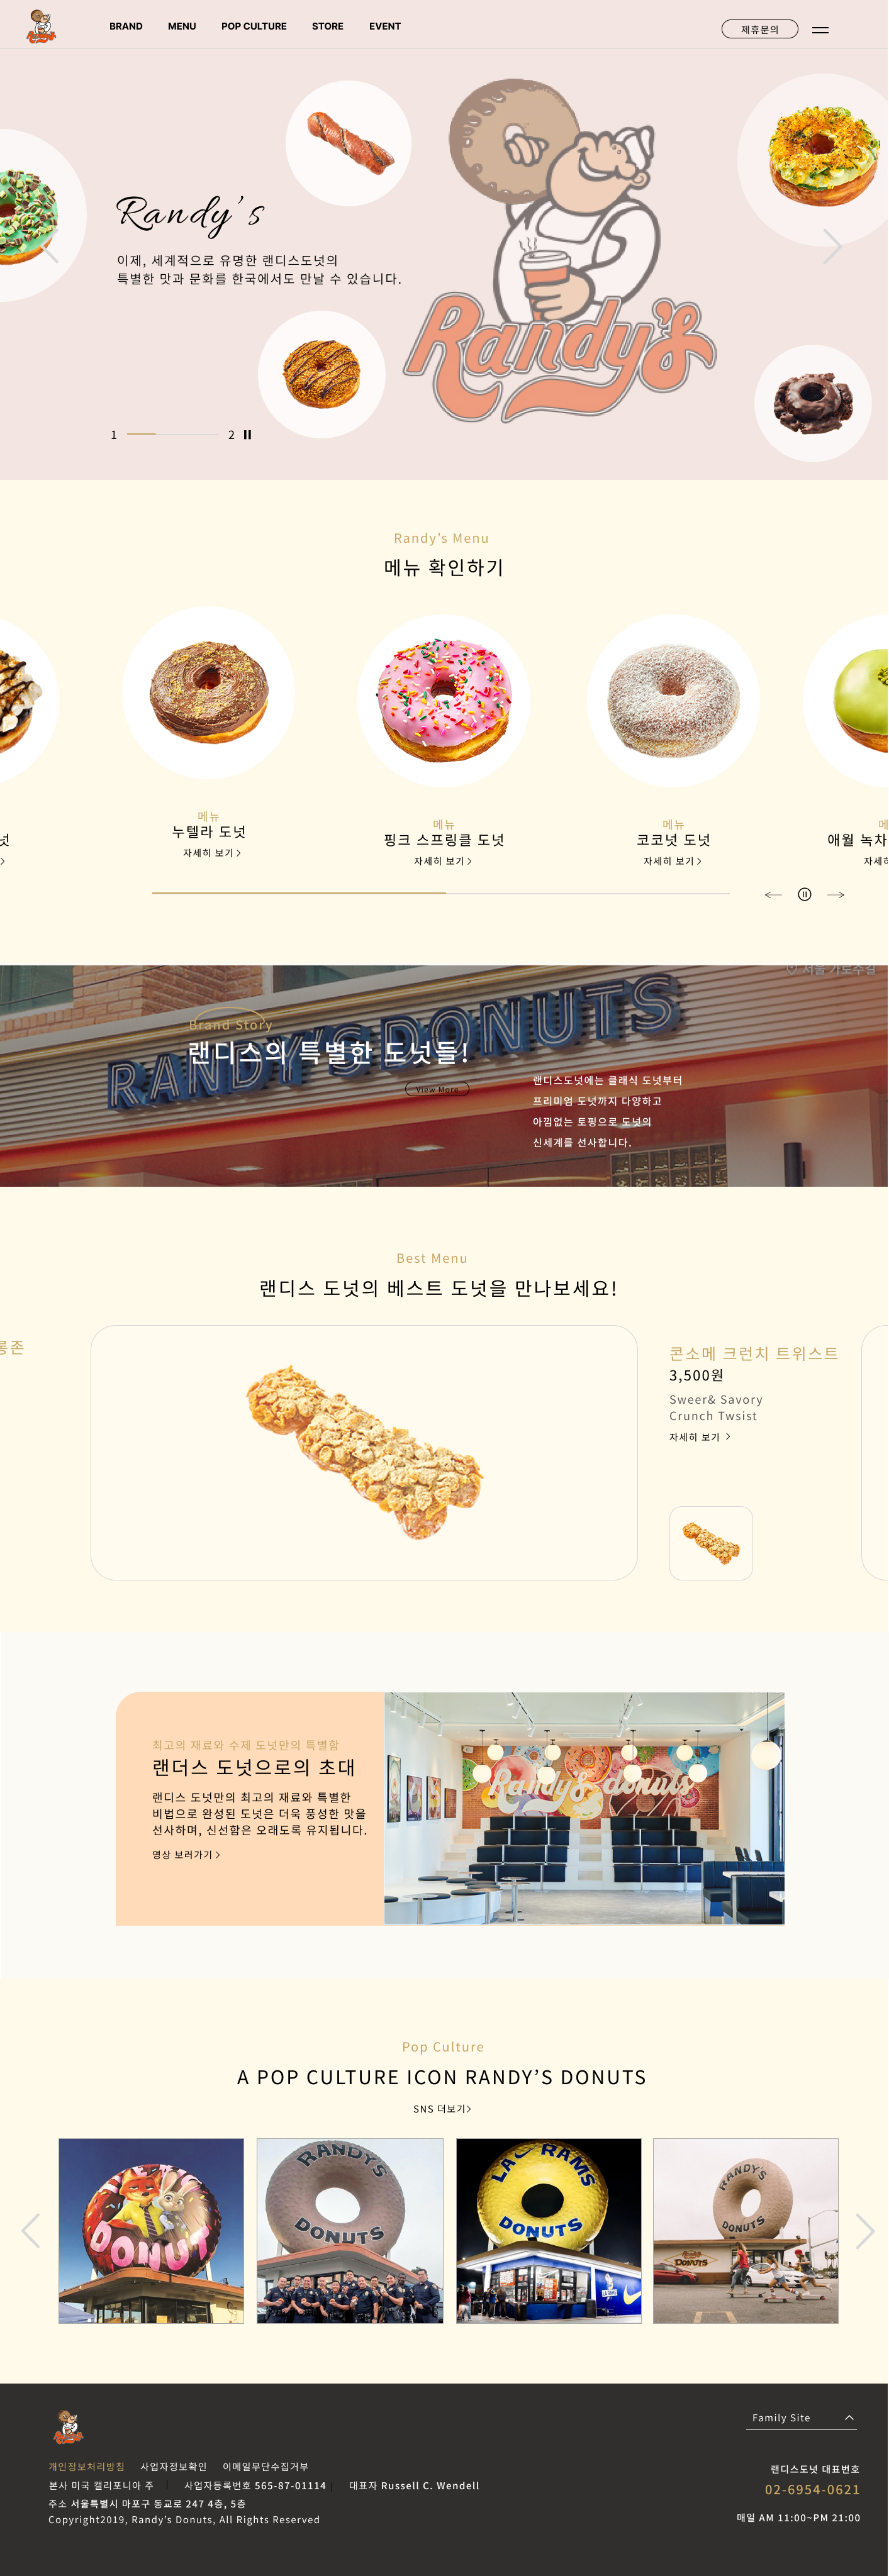 BRAND MENU POP CULTURE STORE EVENT
제휴문의
Randy's
이제, 세계적으로 유명한 랜디스도넛의
특별한 맛과 문화를 한국에서도 만날 수 있습니다.
Randy's
1 2
Randy's Menu
메뉴 확인하기
넛
메뉴
누텔라 도넛
자세히 보기
메뉴
핑크 스프링클 도넛
자세히 보기
메뉴
코코넛 도넛
자세히 보기
애월 녹차
서울 가로수길
RANDY'S DONUTS
Brand Story
랜디스의 특별한 도넛들!
View More
랜디스도넛에는 클래식 도넛부터
프리미엄 도넛까지 다양하고
아낌없는 토핑으로 도넛의
신세계를 선사합니다.
Best Menu
랜디스 도넛의 베스트 도넛을 만나보세요!
롱존
콘소메 크런치 트위스트
3,500원
Sweer& Savory
Crunch Twsist
자세히 보기
최고의 재료와 수제 도넛만의 특별함
랜더스 도넛으로의 초대
랜디스 도넛만의 최고의 재료와 특별한
비법으로 완성된 도넛은 더욱 풍성한 맛을
선사하며, 신선함은 오래도록 유지됩니다.
영상 보러가기
Randy's donuts
Pop Culture
A POP CULTURE ICON RANDY'S DONUTS
SNS 더보기
DONUT
RANDYS
DONUTS
LA RAMS
DONUTS
RANDY'S
DONUTS
DONUTS
Family Site
개인정보처리방침 사업자정보확인 이메일무단수집거부
본사 미국 캘리포니아 주 | 사업자등록번호 565-87-01114 | 대표자 Russell C. Wendell
주소 서울특별시 마포구 동교로 247 4층, 5층
Copyright2019, Randy's Donuts, All Rights Reserved
랜디스도넛 대표번호
02-6954-0621
매일 AM 11:00~PM 21:00